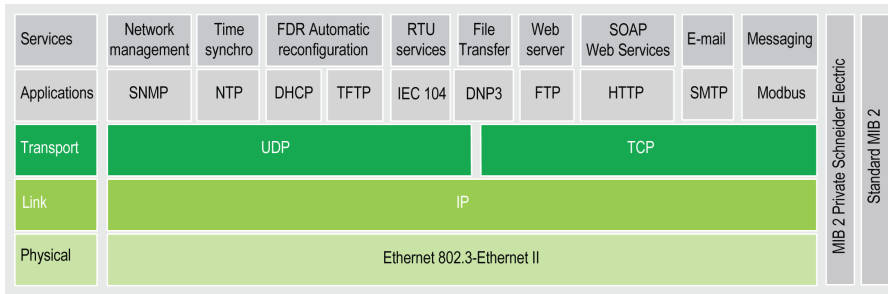 Services
Network
management
Time
synchro
FDR Automatic
reconfiguration
RTU
services
File
Transfer
Web
server
SOAP
Web Services
E-mail
Messaging
Applications
SNMP
NTP
DHCP
TFTP
IEC 104
DNP3
FTP
HTTP
SMTP
Modbus
Transport
UDP
TCP
Link
IP
Physical
Ethernet 802.3-Ethernet II
MIB 2 Private Schneider Electric
Standard MIB 2